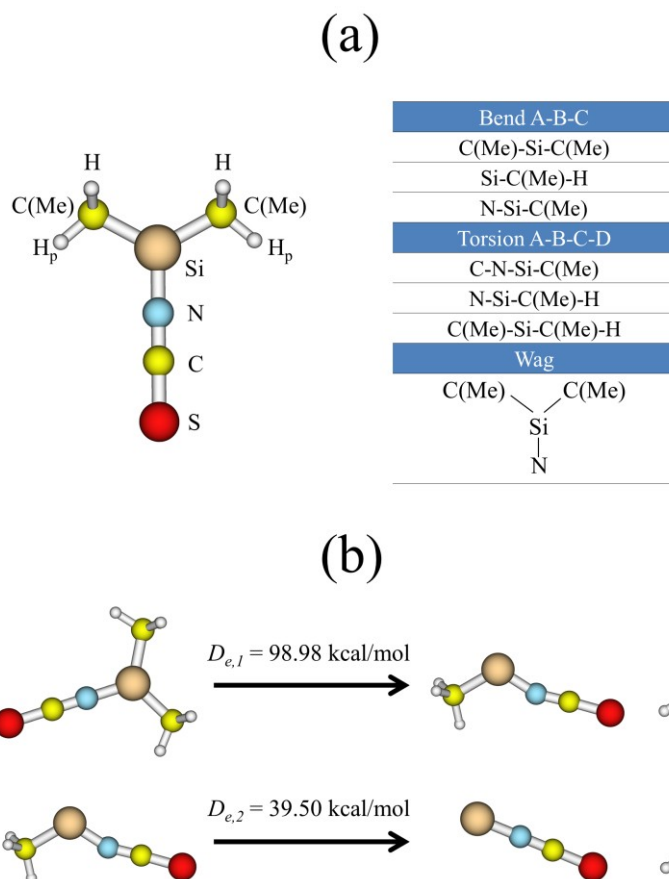 (a)
H
H
C(Me)
C(Me)
H_p
H_p
Si
N
C
S
Bend A-B-C
C(Me)-Si-C(Me)
Si-C(Me)-H
N-Si-C(Me)
Torsion A-B-C-D
C-N-Si-C(Me)
N-Si-C(Me)-H
C(Me)-Si-C(Me)-H
Wag
C(Me) C(Me)
Si
N
(b)
D_{e,1} = 98.98 kcal/mol
D_{e,2} = 39.50 kcal/mol